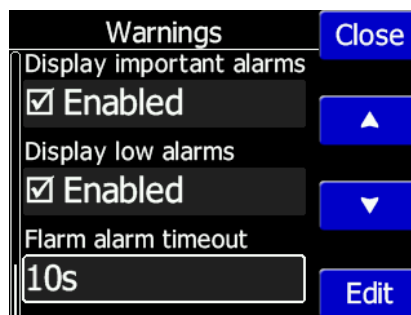 Warnings
Close
Display important alarms
☑ Enabled
Display low alarms
☑ Enabled
Flarm alarm timeout
10s
Edit